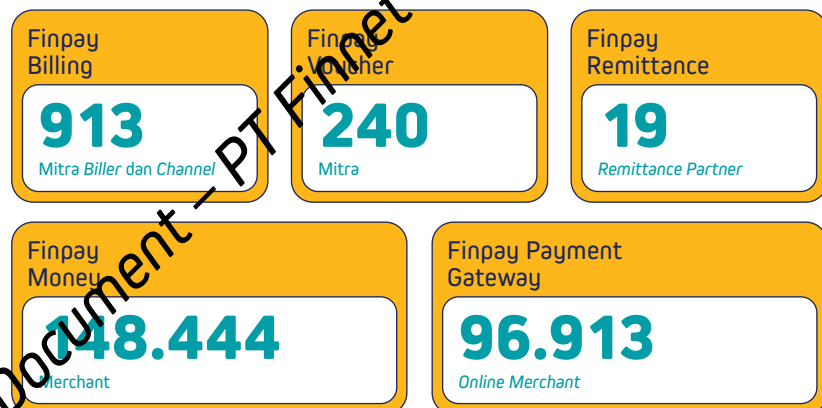 Finpay
Billing
913
Mitra Biller dan Channel
Finpay
Voucher
240
Mitra
Finpay
Remittance
19
Remittance Partner
Finpay
Money
148.444
Merchant
Finpay Payment
Gateway
96.913
Online Merchant
Document – PT Finnet